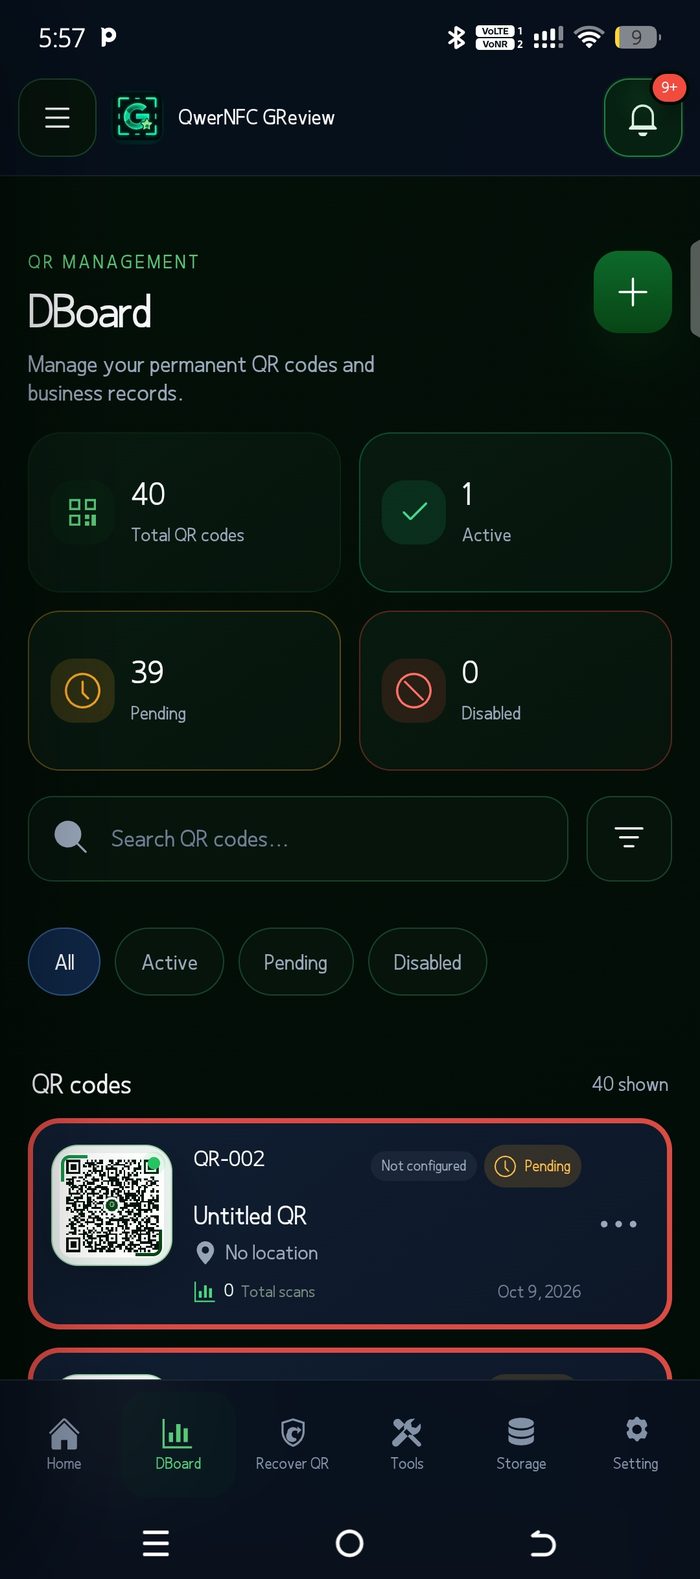 5:57
VoLTE 1
VoNR 2
9
9+
QwerNFC GReview
QR MANAGEMENT
DBoard
Manage your permanent QR codes and
business records.
40
Total QR codes
1
Active
39
Pending
0
Disabled
Search QR codes...
All
Active
Pending
Disabled
QR codes
40 shown
QR-002
Not configured
Pending
Untitled QR
No location
0 Total scans
Oct 9, 2026
Home
DBoard
Recover QR
Tools
Storage
Setting